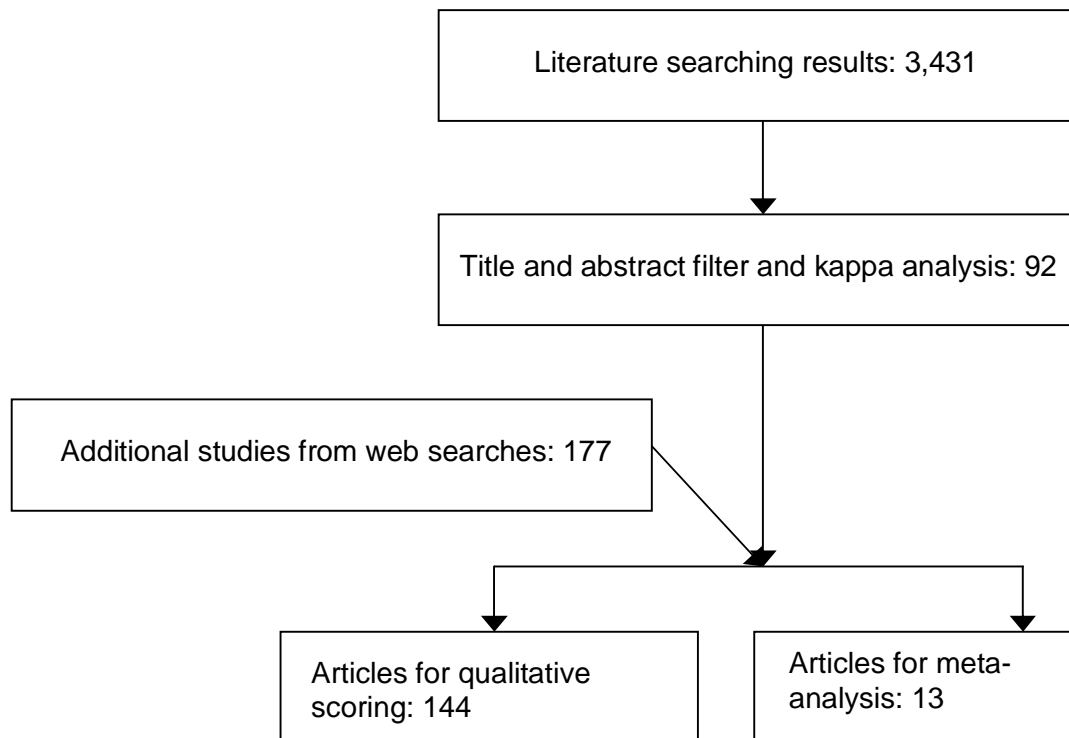 Literature searching results: 3,431
Title and abstract filter and kappa analysis: 92
Additional studies from web searches: 177
Articles for qualitative
scoring: 144
Articles for meta-
analysis: 13